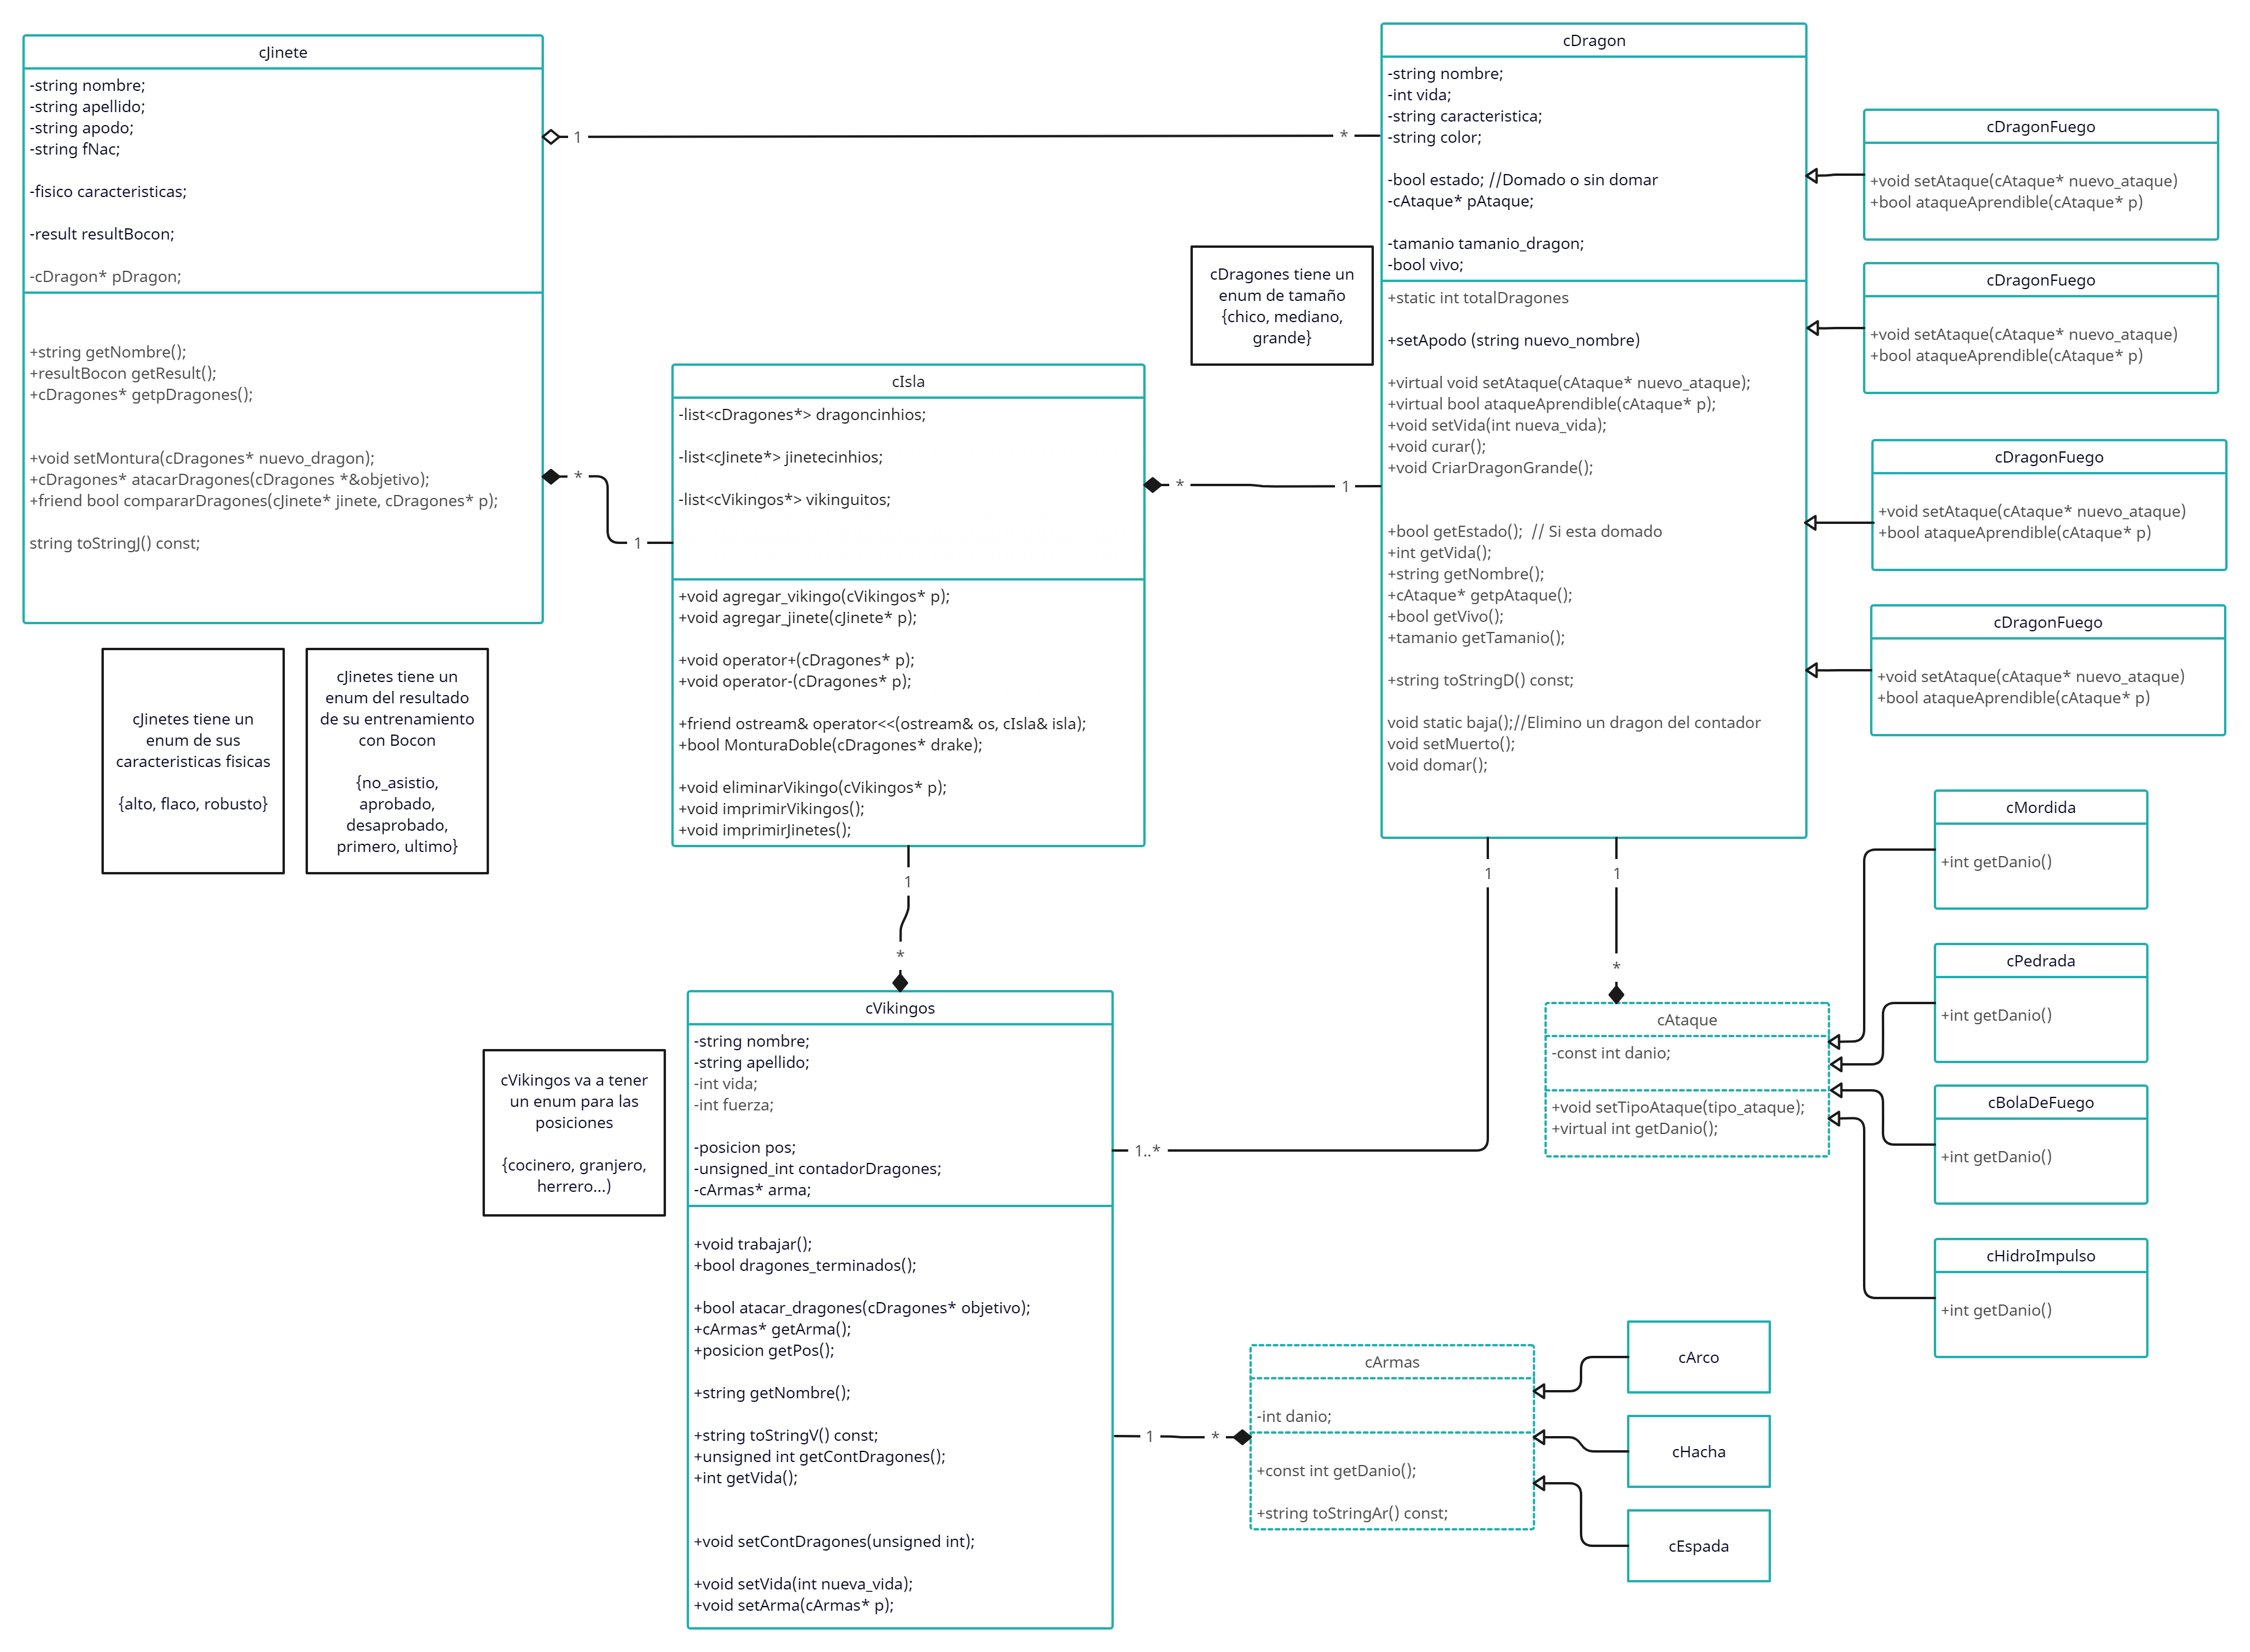 cJinete
-string nombre;
-string apellido;
-string apodo;
-string fNac;
-fisico caracteristicas;
-result resultBocon;
-cDragon* pDragon;
+string getNombre();
+resultBocon getResult();
+cDragones* getpDragones();
+void setMontura(cDragones* nuevo_dragon);
+cDragones* atacarDragones(cDragones *&objetivo);
+friend bool compararDragones(cJinete* jinete, cDragones* p);
string toStringJ() const;
1
*
*
1
cJinetes tiene un
enum de sus
caracteristicas fisicas
{alto, flaco, robusto}
cJinetes tiene un
enum del resultado
de su entrenamiento
con Bocon
{no_asistio,
aprobado,
desaprobado,
primero, ultimo}
cIsla
-list<cDragones*> dragoncinhios;
-list<cJinete*> jinetecinhios;
-list<cVikingos*> vikinguitos;
+void agregar_vikingo(cVikingos* p);
+void agregar_jinete(cJinete* p);
+void operator+(cDragones* p);
+void operator-(cDragones* p);
+friend ostream& operator<<(ostream& os, cIsla& isla);
+bool MonturaDoble(cDragones* drake);
+void eliminarVikingo(cVikingos* p);
+void imprimirVikingos();
+void imprimirJinetes();
*
1
1
*
cDragones tiene un
enum de tamaño
{chico, mediano,
grande}
cDragon
-string nombre;
-int vida;
-string caracteristica;
-string color;
-bool estado; //Domado o sin domar
-cAtaque* pAtaque;
-tamanio tamanio_dragon;
-bool vivo;
+static int totalDragones
+setApodo (string nuevo_nombre)
+virtual void setAtaque(cAtaque* nuevo_ataque);
+virtual bool ataqueAprendible(cAtaque* p);
+void setVida(int nueva_vida);
+void curar();
+void CriarDragonGrande();
+bool getEstado();  // Si esta domado
+int getVida();
+string getNombre();
+cAtaque* getpAtaque();
+bool getVivo();
+tamanio getTamanio();
+string toStringD() const;
void static baja();//Elimino un dragon del contador
void setMuerto();
void domar();
cDragonFuego
+void setAtaque(cAtaque* nuevo_ataque)
+bool ataqueAprendible(cAtaque* p)
cDragonFuego
+void setAtaque(cAtaque* nuevo_ataque)
+bool ataqueAprendible(cAtaque* p)
cDragonFuego
+void setAtaque(cAtaque* nuevo_ataque)
+bool ataqueAprendible(cAtaque* p)
cDragonFuego
+void setAtaque(cAtaque* nuevo_ataque)
+bool ataqueAprendible(cAtaque* p)
1
1
*
1..*
cVikingos va a tener
un enum para las
posiciones
{cocinero, granjero,
herrero...)
cVikingos
-string nombre;
-string apellido;
-int vida;
-int fuerza;
-posicion pos;
-unsigned_int contadorDragones;
-cArmas* arma;
+void trabajar();
+bool dragones_terminados();
+bool atacar_dragones(cDragones* objetivo);
+cArmas* getArma();
+posicion getPos();
+string getNombre();
+string toStringV() const;
+unsigned int getContDragones();
+int getVida();
+void setContDragones(unsigned int);
+void setVida(int nueva_vida);
+void setArma(cArmas* p);
cAtaque
-const int danio;
+void setTipoAtaque(tipo_ataque);
+virtual int getDanio();
cMordida
+int getDanio()
cPedrada
+int getDanio()
cBolaDeFuego
+int getDanio()
cHidroImpulso
+int getDanio()
1
*
cArmas
-int danio;
+const int getDanio();
+string toStringAr() const;
cArco
cHacha
cEspada